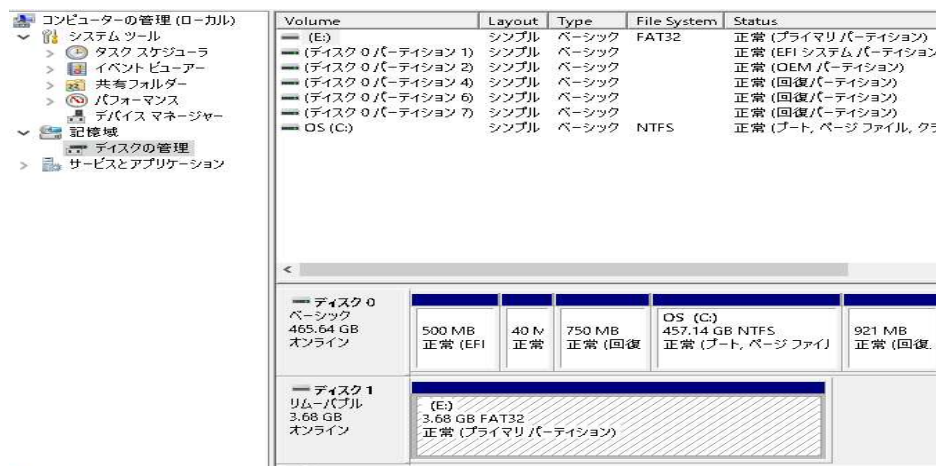 コンピューターの管理 (ローカル)
システム ツール
タスク スケジューラ
イベント ビューアー
共有フォルダー
パフォーマンス
デバイス マネージャー
記憶域
ディスクの管理
サービスとアプリケーション
Volume Layout Type File System Status
(E:) シンプル ベーシック FAT32 正常 (プライマリ パーティション)
(ディスク 0 パーティション 1) シンプル ベーシック 正常 (EFI システム パーティション
(ディスク 0 パーティション 2) シンプル ベーシック 正常 (OEM パーティション)
(ディスク 0 パーティション 4) シンプル ベーシック 正常 (回復パーティション)
(ディスク 0 パーティション 6) シンプル ベーシック 正常 (回復パーティション)
(ディスク 0 パーティション 7) シンプル ベーシック 正常 (回復パーティション)
OS (C:) シンプル ベーシック NTFS 正常 (ブート, ページ ファイル, クラ
ディスク 0
ベーシック
465.64 GB
オンライン
500 MB
正常 (EFI
40 M
正常
750 MB
正常 (回復
OS (C:)
457.14 GB NTFS
正常 (ブート, ページ ファイル
921 MB
正常 (回復
ディスク 1
リムーバブル
3.68 GB
オンライン
(E:)
3.68 GB FAT32
正常 (プライマリ パーティション)